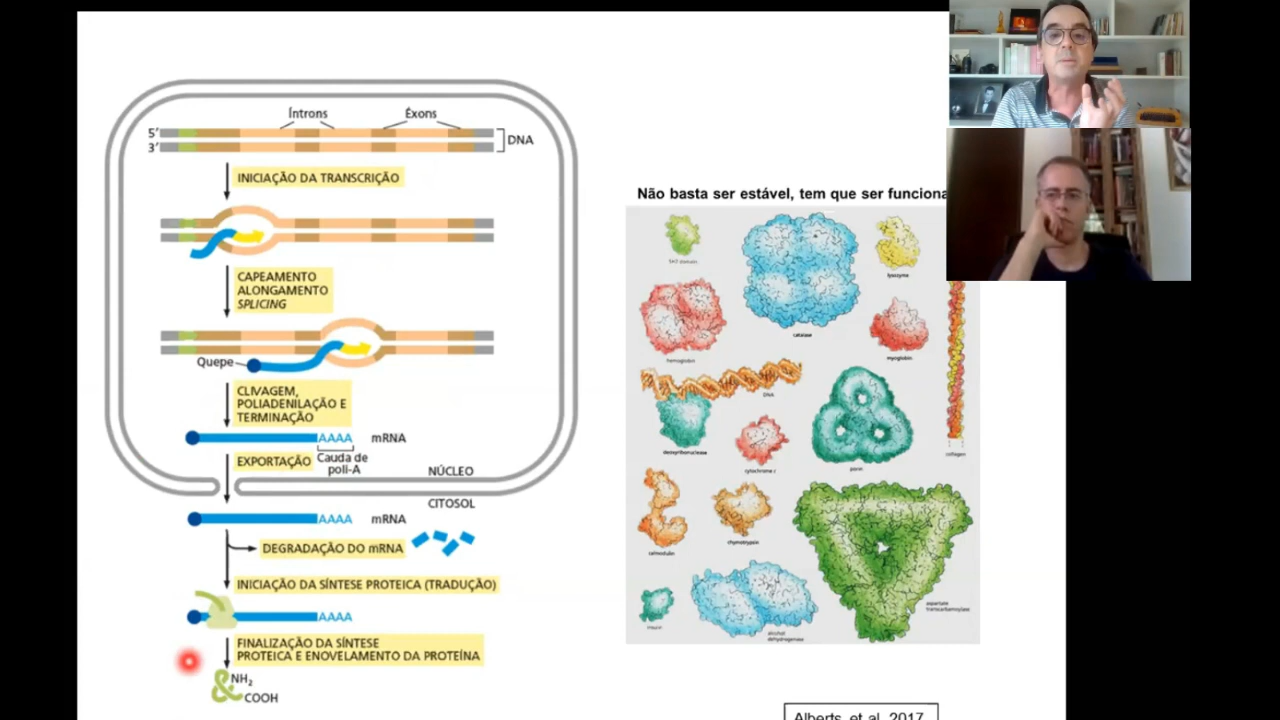 Íntrons
Éxons
5´
3´
DNA
INICIAÇÃO DA TRANSCRIÇÃO
CAPEAMENTO
ALONGAMENTO
SPLICING
Quepe
CLIVAGEM,
POLIADENILAÇÃO E
TERMINAÇÃO
AAAA
mRNA
Cauda de
poli-A
EXPORTAÇÃO
NÚCLEO
CITOSOL
AAAA
mRNA
DEGRADAÇÃO DO mRNA
INICIAÇÃO DA SÍNTESE PROTEICA (TRADUÇÃO)
AAAA
FINALIZAÇÃO DA SÍNTESE
PROTEICA E ENOVELAMENTO DA PROTEÍNA
NH2
COOH
Não basta ser estável, tem que ser funciona
domain
catalase
lysozyme
hemoglobin
myoglobin
DNA
deoxyribonuclease
cytochrome c
porin
collagen
calmodulin
chymotrypsin
insulin
alcohol
dehydrogenase
aspartate
transcarbamoylase
Alberts, et al. 2017